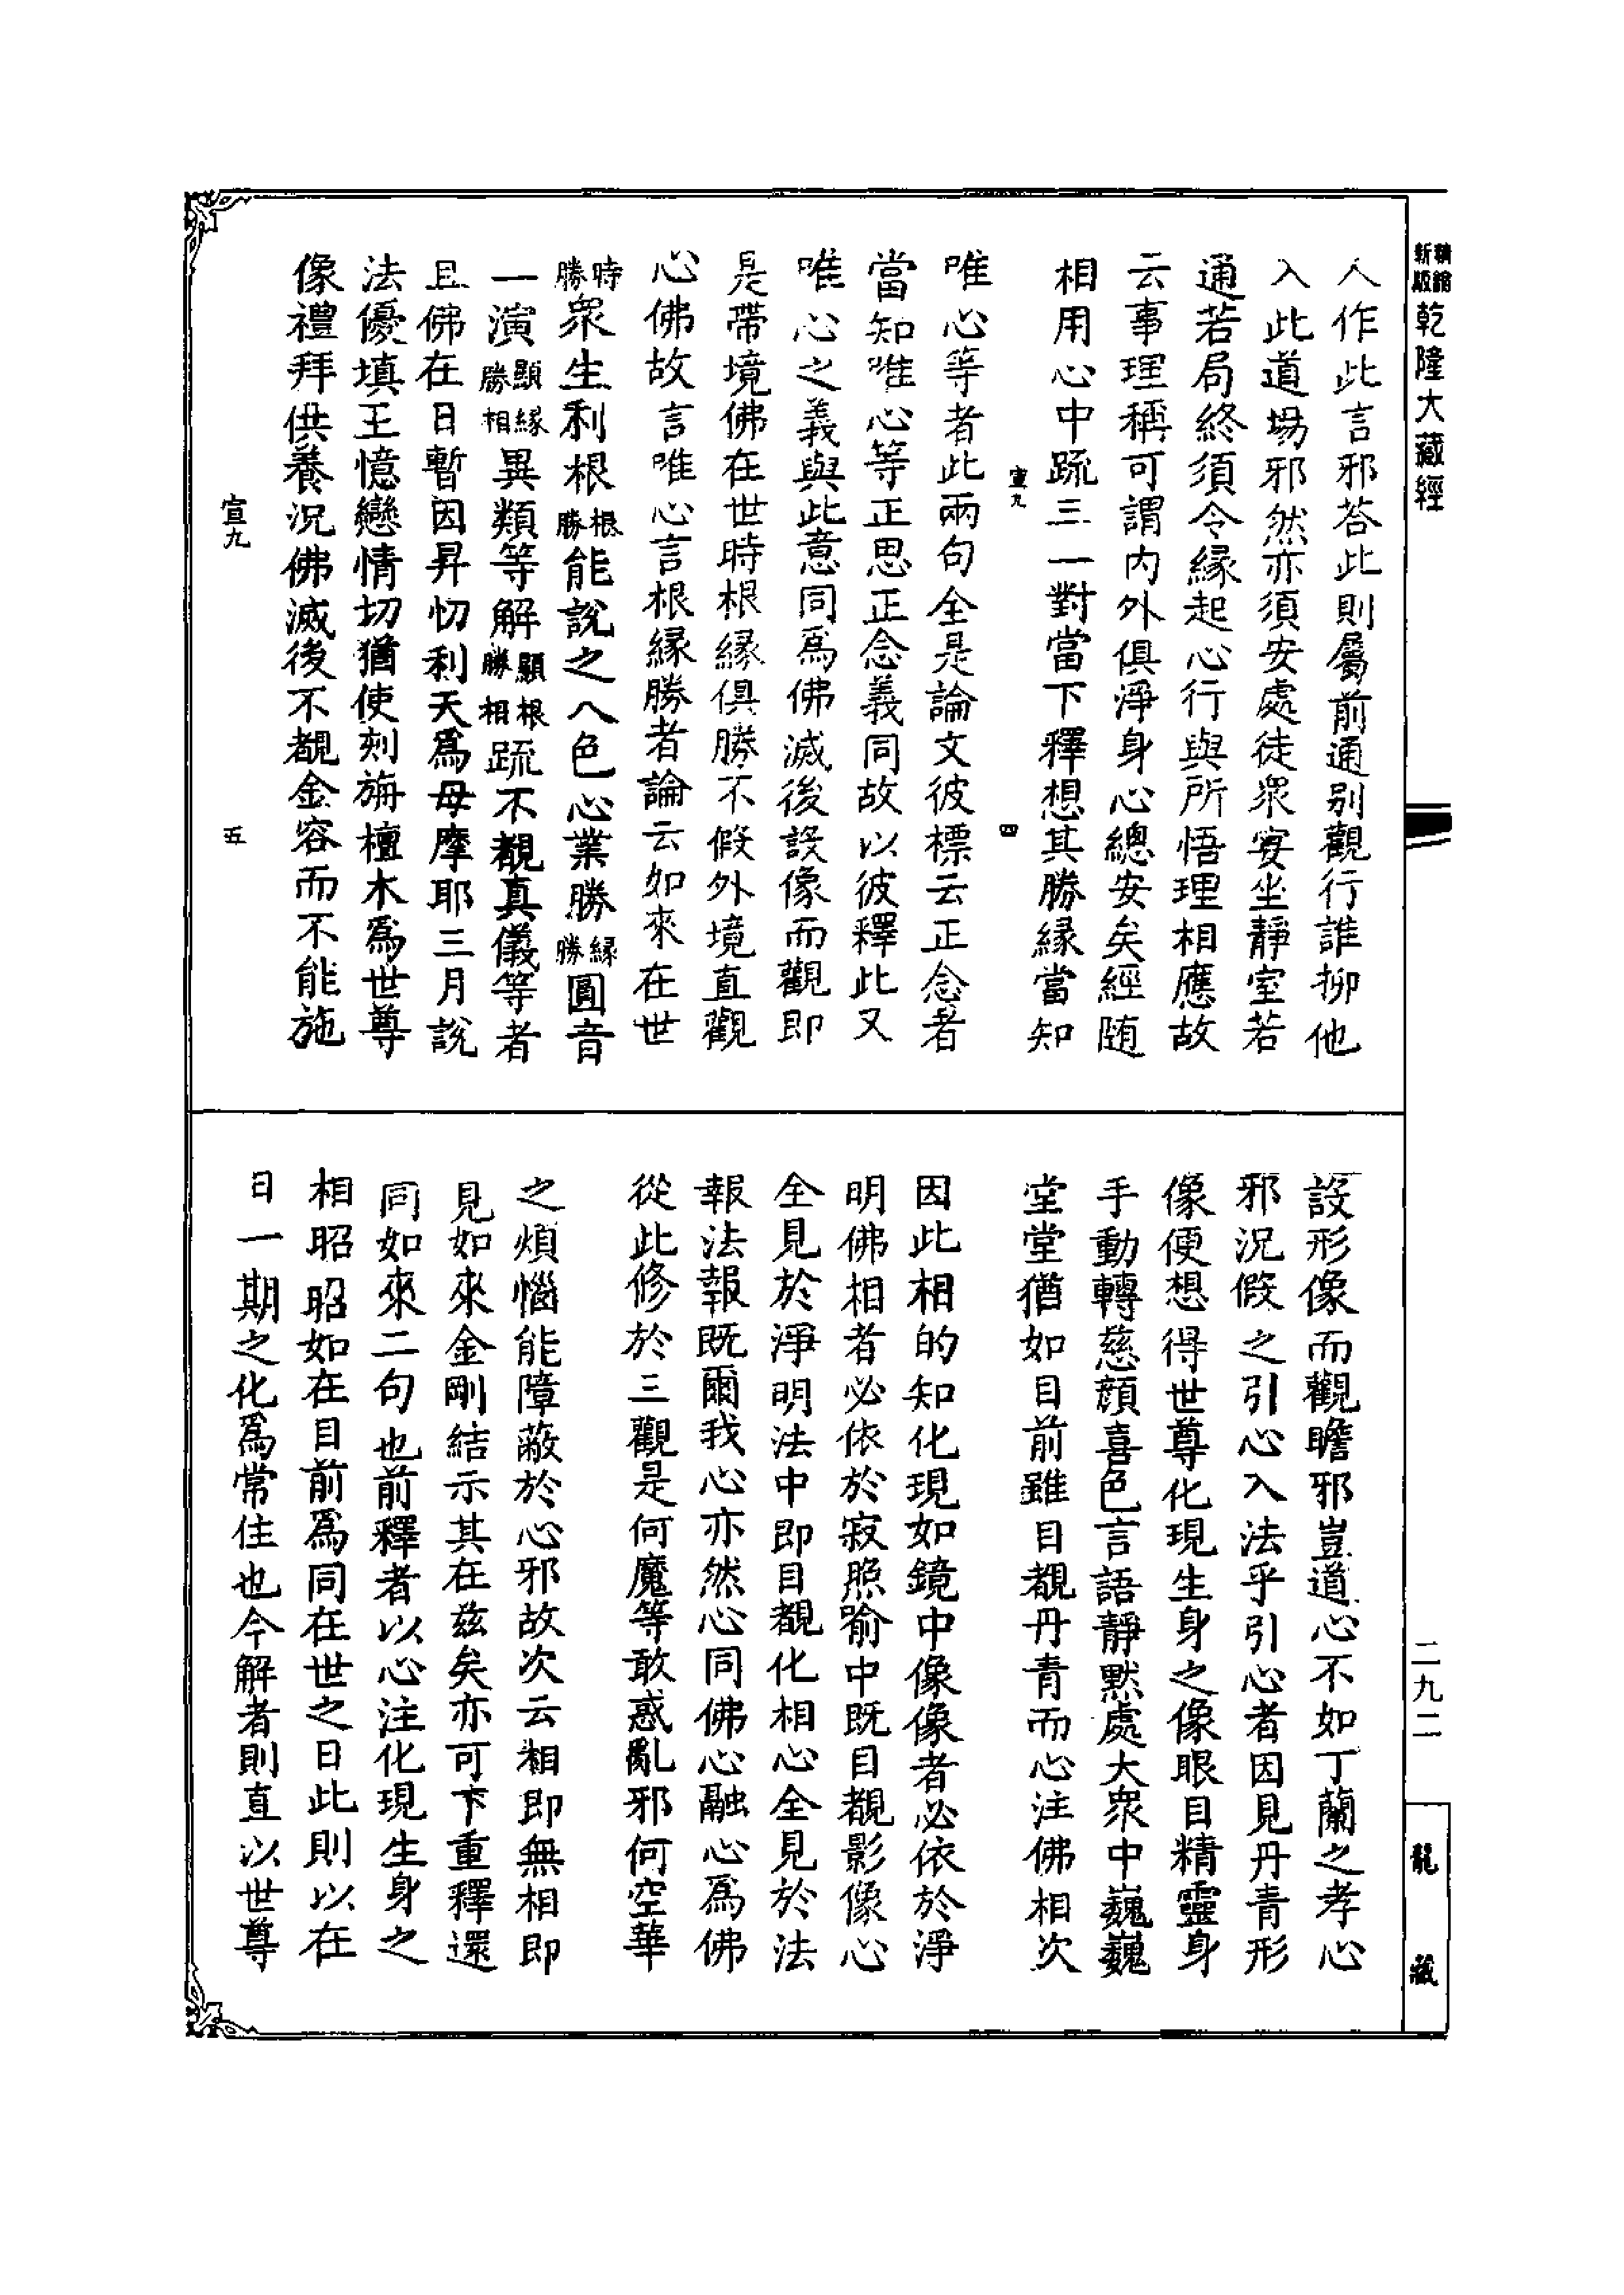 精縮新版乾隆大藏經
人作此言邪荅此則屬前通別觀行誰抑他
入此道場邪然亦須安處徒衆宴坐靜室若
通若局終須令緣起心行與所悟理相應故
云事理稱可謂內外俱淨身心總安矣經隨
相用心中䟽三一對當下釋想其勝緣當知
宣九 四
唯心等者此兩句全是論文彼標云正念者
當知唯心等正思正念義同故以彼釋此又
唯心之義與此意同爲佛滅後設像而觀即
是帶境佛在世時根緣俱勝不假外境直觀
心佛故言唯心言根緣勝者論云如來在世
時勝衆生利根根勝能說之人色心業勝緣勝圓音
一演顯緣勝相異類等解顯根勝相䟽不覩真儀等者
且佛在日暫因昇忉利天爲母摩耶三月說
法優填王憶戀情切猶使刻旃檀木爲世尊
像禮拜供養況佛滅後不覩金容而不能施
宣九 五
設形像而觀瞻邪豈道心不如丁蘭之孝心
邪況假之引心入法乎引心者因見丹青形
像便想得世尊化現生身之像眼目精靈身
手動轉慈顏喜色言語靜默處大衆中巍巍
堂堂猶如目前雖目覩丹青而心注佛相次
因此相的知化現如鏡中像像者必依於淨
明佛相者必依於寂照喻中既目覩影像心
全見於淨明法中即目覩化相心全見於法
報法報既爾我心亦然心同佛心融心爲佛
從此修於三觀是何魔等敢惑亂邪何空華
之煩惱能障蔽於心邪故次云相即無相即
見如來金剛結示其在茲矣亦可下重釋還
同如來二句也前釋者以心注化現生身之
相昭昭如在目前爲同在世之日此則以在
日一期之化爲常住也今解者則直以世尊
二九二
龍藏